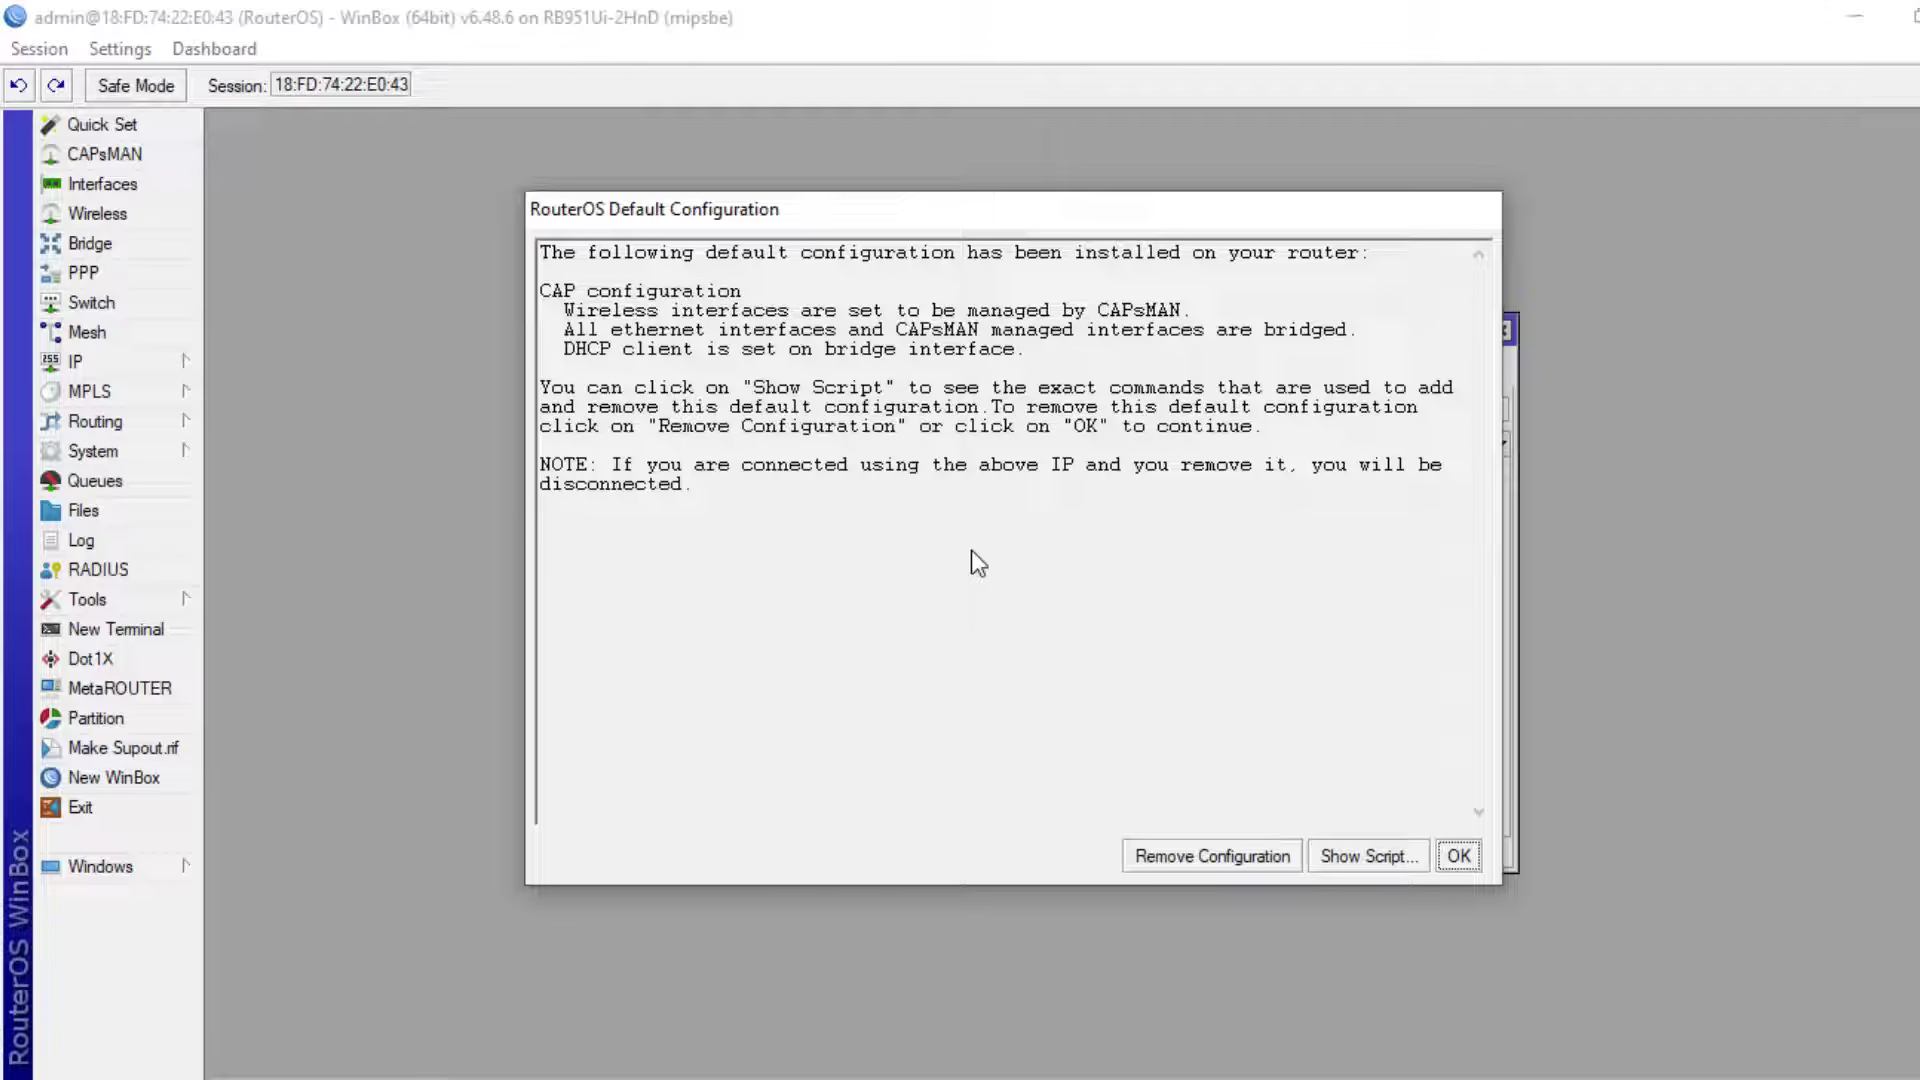 admin@18:FD:74:22:E0:43 (RouterOS) - WinBox (64bit) v6.48.6 on RB951Ui-2HnD (mipsbe)
Session Settings Dashboard
Safe Mode Session: 18:FD:74:22:E0:43
Quick Set
CAPsMAN
Interfaces
Wireless
Bridge
PPP
Switch
Mesh
IP
MPLS
Routing
System
Queues
Files
Log
RADIUS
Tools
New Terminal
Dot1X
MetaROUTER
Partition
Make Supout.rif
New WinBox
Exit
Windows
RouterOS WinBox
RouterOS Default Configuration
The following default configuration has been installed on your router:
CAP configuration
Wireless interfaces are set to be managed by CAPsMAN.
All ethernet interfaces and CAPsMAN managed interfaces are bridged.
DHCP client is set on bridge interface.
You can click on "Show Script" to see the exact commands that are used to add
and remove this default configuration.To remove this default configuration
click on "Remove Configuration" or click on "OK" to continue.
NOTE: If you are connected using the above IP and you remove it, you will be
disconnected.
Remove Configuration Show Script... OK